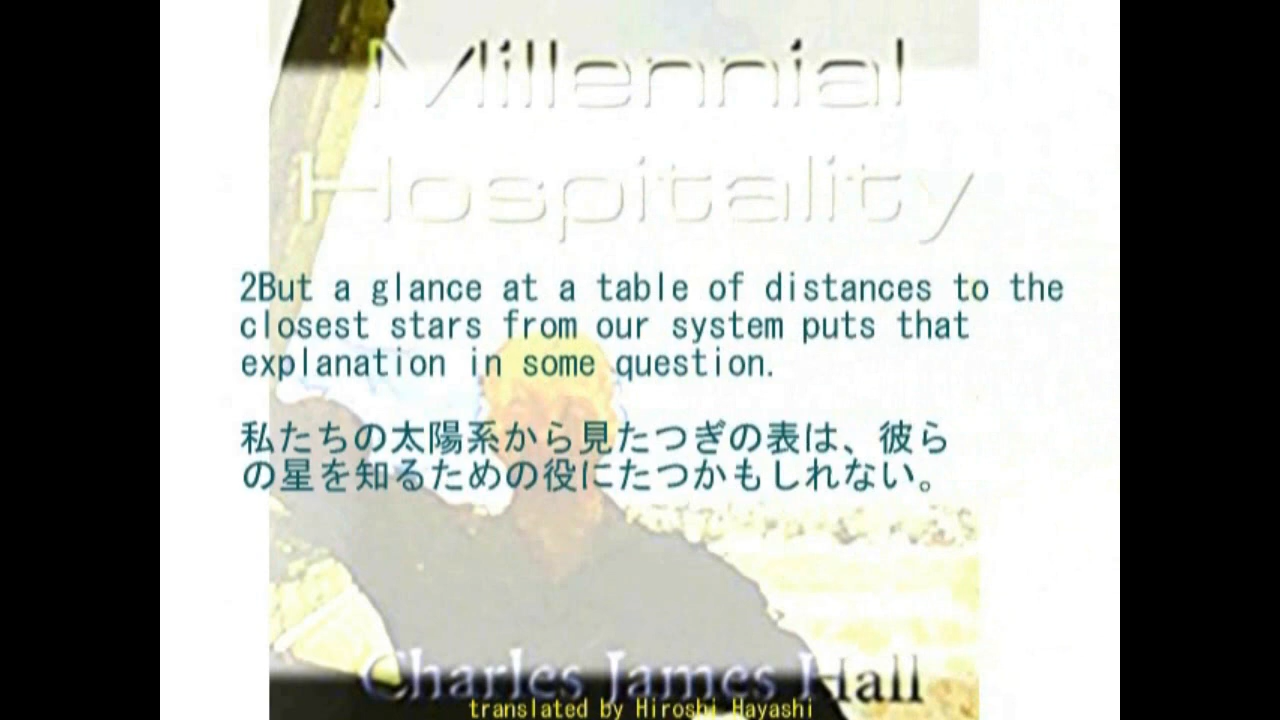 Millennial
Hospitality
2But a glance at a table of distances to the
closest stars from our system puts that
explanation in some question.
私たちの太陽系から見たつぎの表は、彼ら
の星を知るための役にたつかもしれない。
Charles James Hall
translated by Hiroshi Hayashi